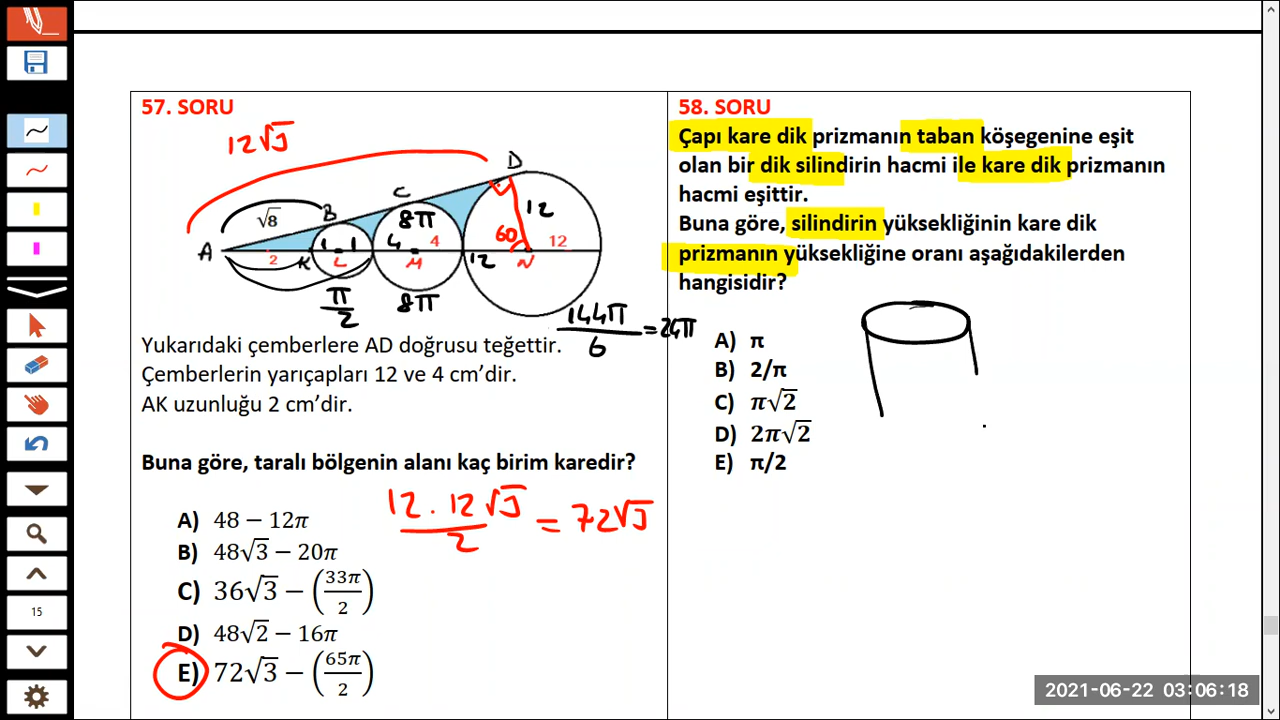 57. SORU
12√3
D
C
B
√8
8π
12
60
A
1
1
4
4
12
2
K
L
M
12
N
π/2
8π
144π/6 = 24π
Yukarıdaki çemberlere AD doğrusu teğettir.
Çemberlerin yarıçapları 12 ve 4 cm’dir.
AK uzunluğu 2 cm’dir.
Buna göre, taralı bölgenin alanı kaç birim karedir?
12 . 12√3 / 2 = 72√3
A) 48 − 12π
B) 48√3 − 20π
C) 36√3 − (33π/2)
D) 48√2 − 16π
E) 72√3 − (65π/2)
58. SORU
Çapı kare dik prizmanın taban köşegenine eşit
olan bir dik silindirin hacmi ile kare dik prizmanın
hacmi eşittir.
Buna göre, silindirin yüksekliğinin kare dik
prizmanın yüksekliğine oranı aşağıdakilerden
hangisidir?
A) π
B) 2/π
C) π√2
D) 2π√2
E) π/2
15
2021-06-22 03:06:18